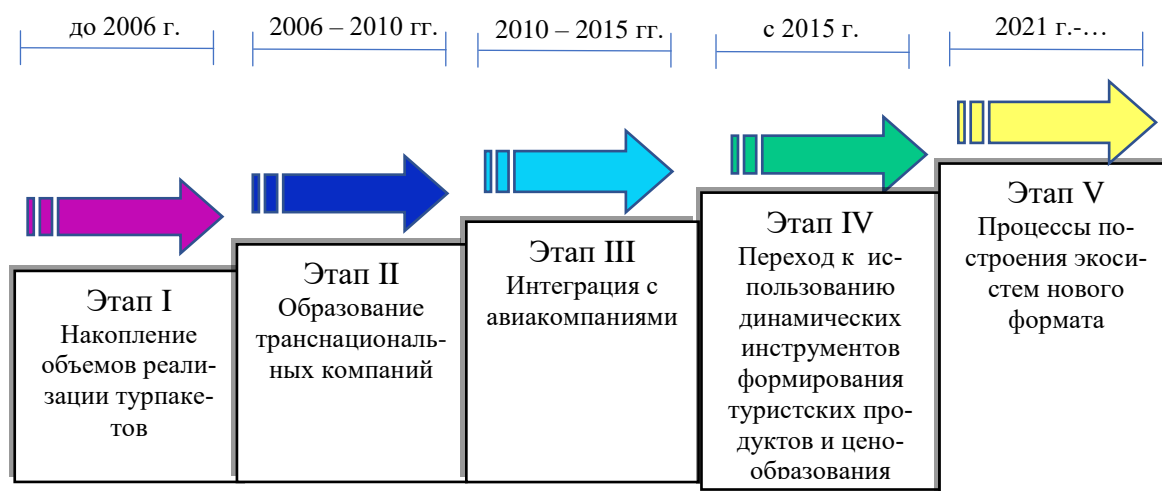 до 2006 г.
2006 – 2010 гг.
2010 – 2015 гг.
с 2015 г.
2021 г.-…
Этап I
Накопление
объемов реали-
зации турпаке-
тов
Этап II
Образование
транснациональ-
ных компаний
Этап III
Интеграция с
авиакомпаниями
Этап IV
Переход к ис-
пользованию
динамических
инструментов
формирования
туристских про-
дуктов и цено-
образования
Этап V
Процессы по-
строения экоси-
стем нового
формата